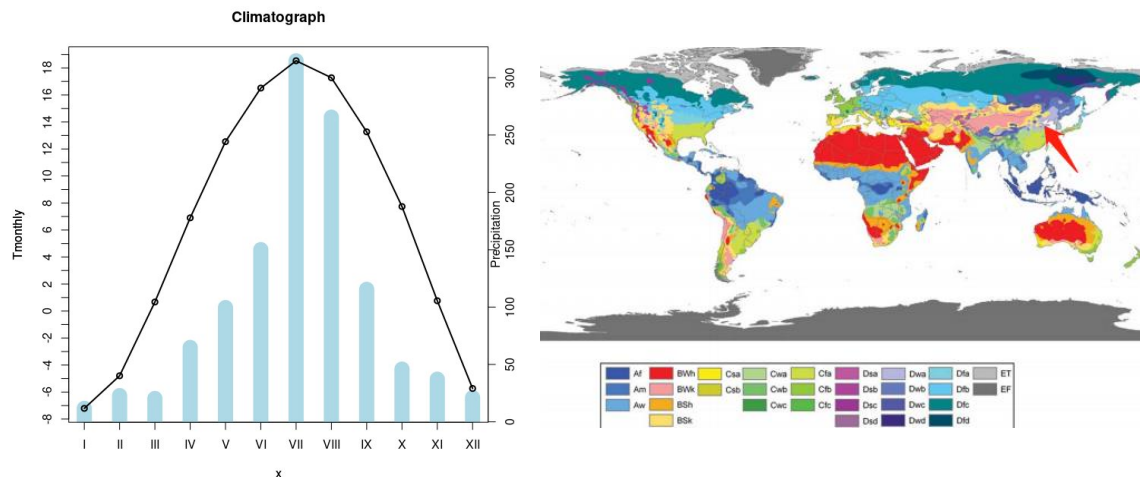 Climatograph
Tmonthly
18
16
14
12
10
8
6
4
2
0
-2
-4
-6
-8
300
250
200
150
100
50
0
Precipitation
I II III IV V VI VII VIII IX X XI XII
x
Af BWh Csa Cwa Cfa Dsa Dwa Dfa ET
Am BWk Csb Cwb Cfb Dsb Dwb Dfb EF
Aw BSh Cwc Cfc Dsc Dwc Dfc
BSk Dsd Dwd Dfd